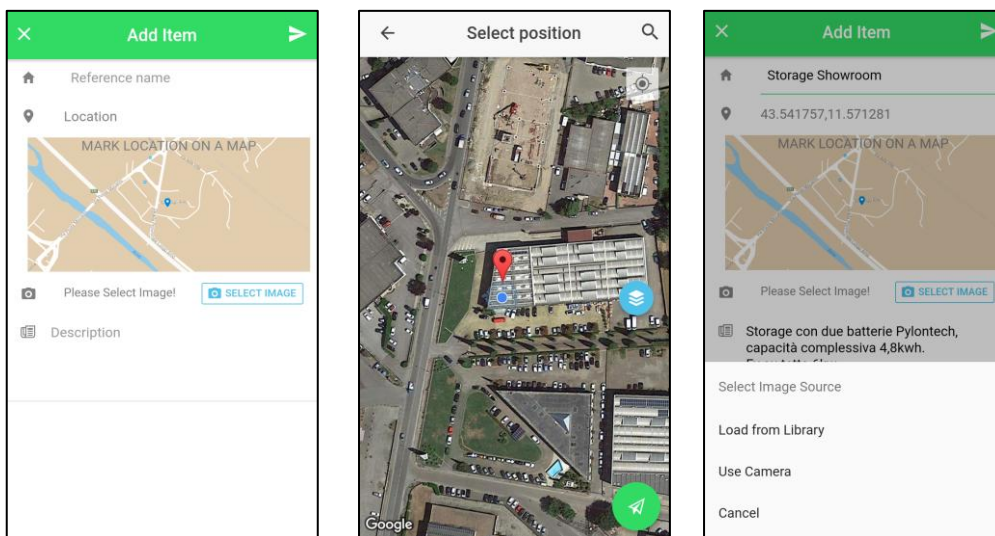 Add Item
Reference name
Location
MARK LOCATION ON A MAP
Please Select Image!
SELECT IMAGE
Description
Select position
Google
Add Item
Storage Showroom
43.541757,11.571281
MARK LOCATION ON A MAP
Please Select Image!
SELECT IMAGE
Storage con due batterie Pylontech,
capacità complessiva 4,8kwh.
Select Image Source
Load from Library
Use Camera
Cancel